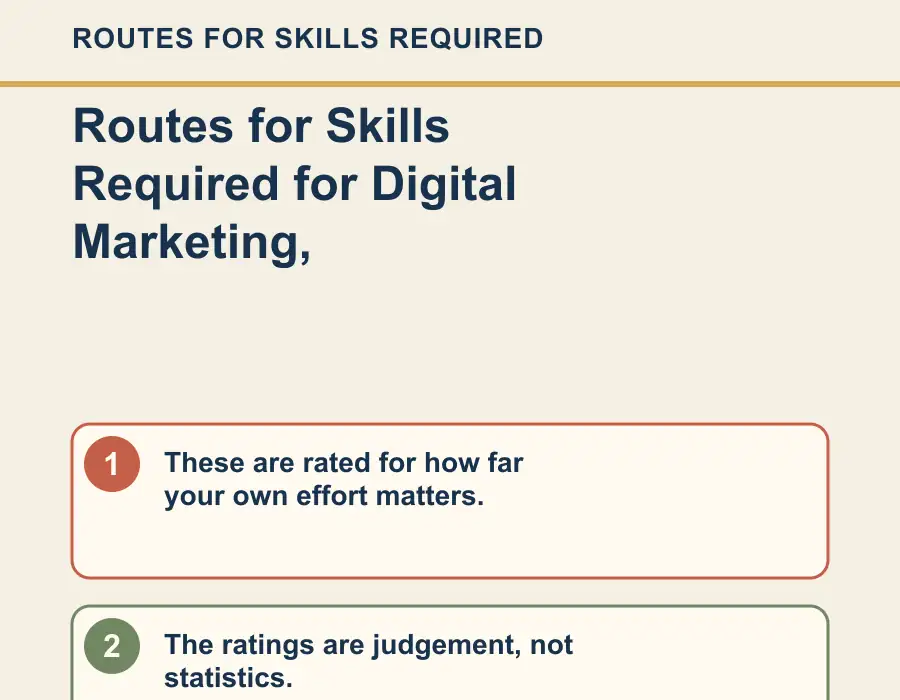 ROUTES FOR SKILLS REQUIRED
Routes for Skills
Required for Digital
Marketing,
1
These are rated for how far
your own effort matters.
2
The ratings are judgement, not
statistics.